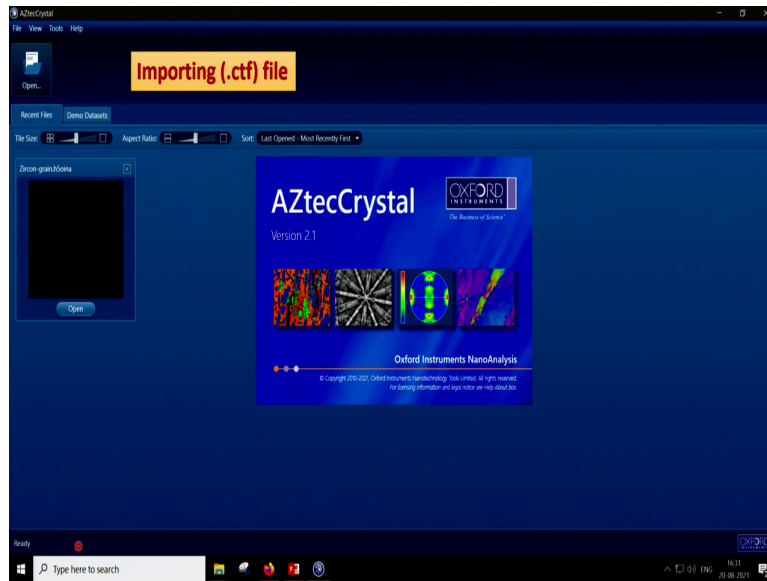 AZtecCrystal
File View Tools Help
Open...
Importing (.ctf) file
Recent Files Demo Datasets
Tile Size: Aspect Ratio: Sort: Last Opened - Most Recently First
Zircon-grain.h5oina
Open
AZtecCrystal
Version 2.1
OXFORD
INSTRUMENTS
The Business of Science®
Oxford Instruments NanoAnalysis
© Copyright 2010-2021, Oxford Instruments Nanotechnology Tools Limited. All rights reserved.
For licensing information and legal notice see Help About box.
Ready
OXFORD
INSTRUMENTS
Type here to search
ENG
16:31
20-08-2021